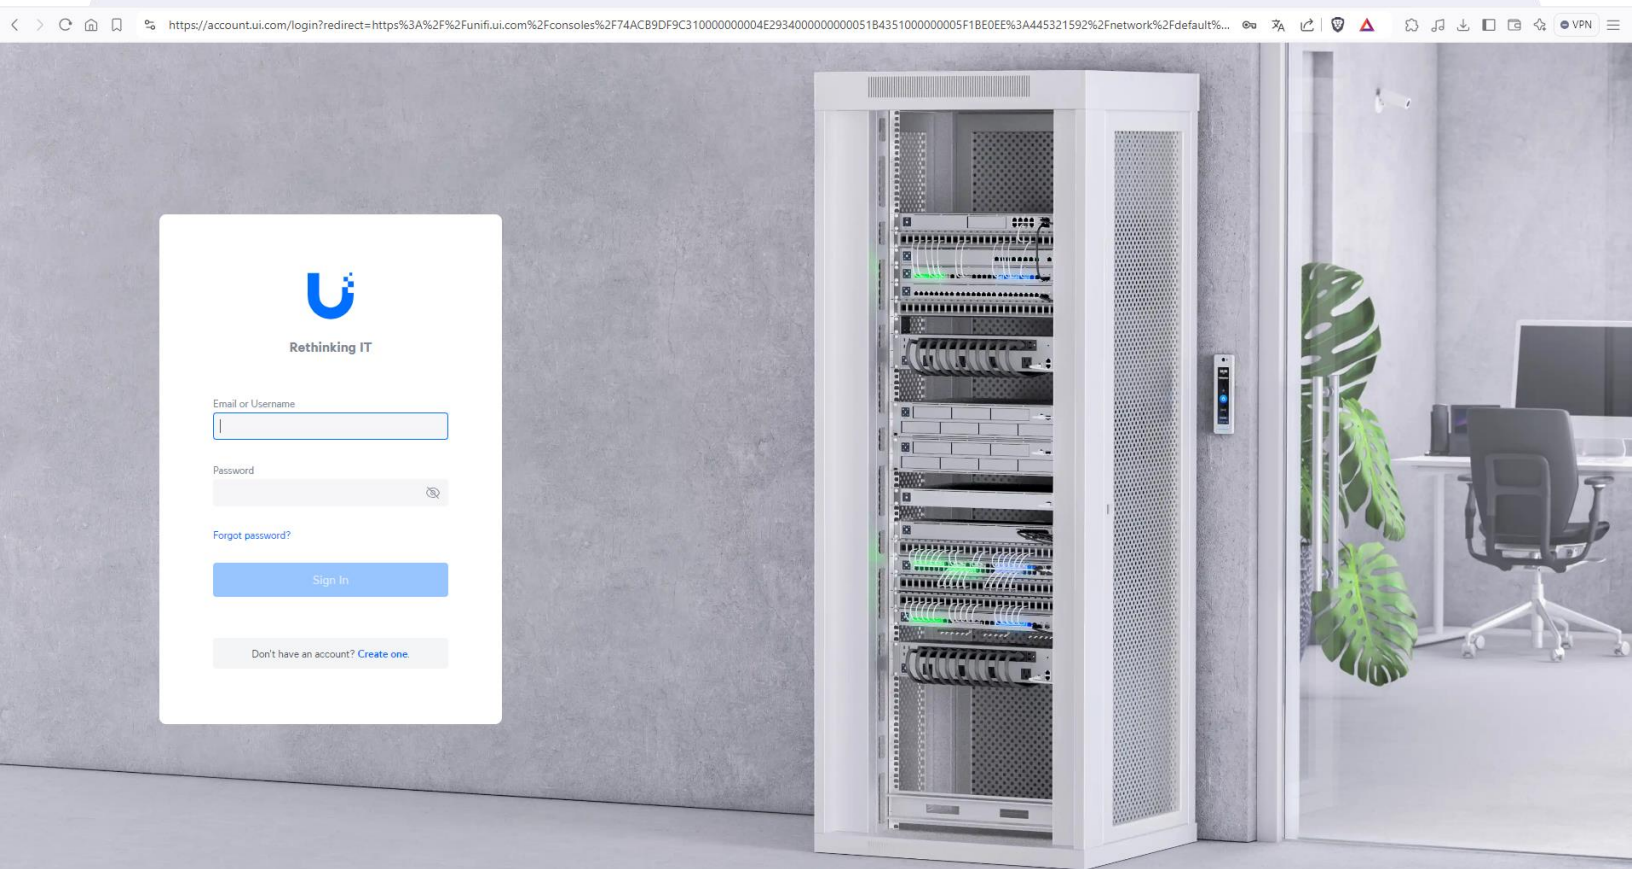 https://account.ui.com/login?redirect=https%3A%2F%2Funifi.ui.com%2Fconsoles%2F74ACB9DF9C310000000004E2934000000000051B4351000000005F1BE0EE%3A445321592%2Fnetwork%2Fdefault%...
VPN
Rethinking IT
Email or Username
Password
Forgot password?
Sign In
Don't have an account? Create one.